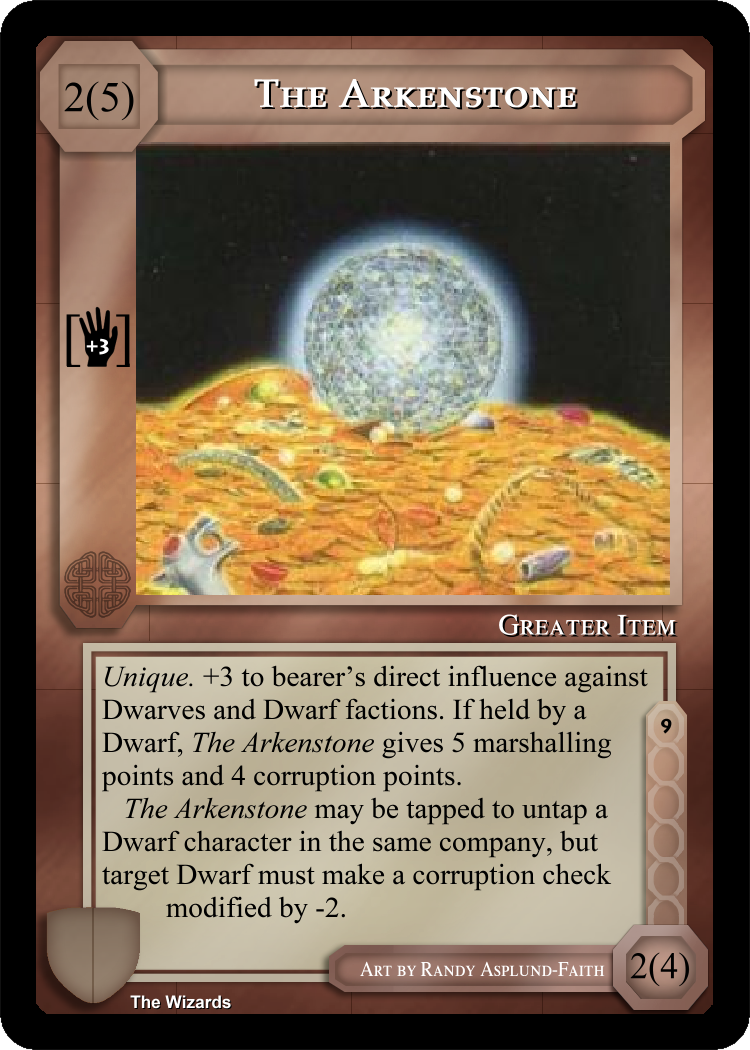 2(5)
The Arkenstone
+3
Greater Item
Unique. +3 to bearer’s direct influence against
Dwarves and Dwarf factions. If held by a
Dwarf, The Arkenstone gives 5 marshalling
points and 4 corruption points.
The Arkenstone may be tapped to untap a
Dwarf character in the same company, but
target Dwarf must make a corruption check
modified by -2.
9
Art by Randy Asplund-Faith
2(4)
The Wizards